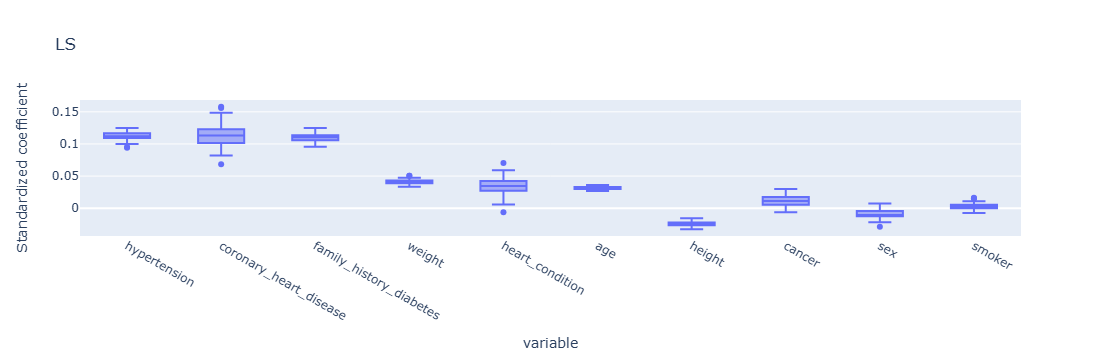 LS
Standardized coefficient
0.15
0.1
0.05
0
hypertension
coronary_heart_disease
family_history_diabetes
weight
heart_condition
age
height
cancer
sex
smoker
variable